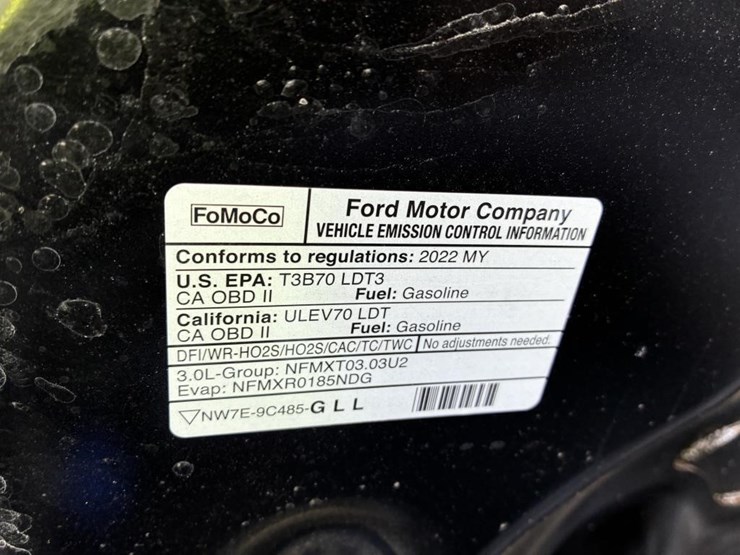 FoMoCo
Ford Motor Company
VEHICLE EMISSION CONTROL INFORMATION
Conforms to regulations: 2022 MY
U.S. EPA: T3B70 LDT3
CA OBD II Fuel: Gasoline
California: ULEV70 LDT
CA OBD II Fuel: Gasoline
DFI/WR-HO2S/HO2S/CAC/TC/TWC No adjustments needed.
3.0L-Group: NFMXT03.03U2
Evap: NFMXR0185NDG
NW7E-9C485-G L L